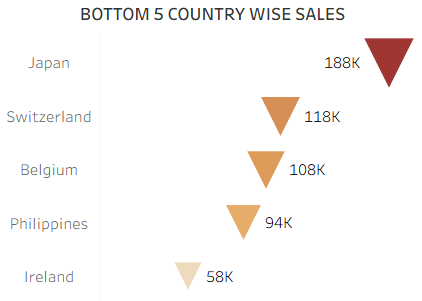 BOTTOM 5 COUNTRY WISE SALES
Japan 188K
Switzerland 118K
Belgium 108K
Philippines 94K
Ireland 58K